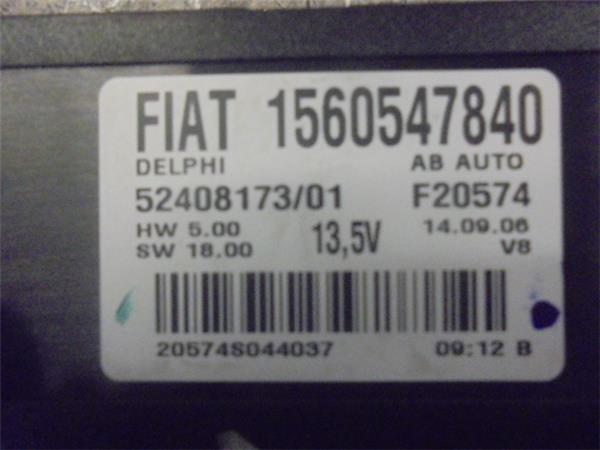 FIAT 1560547840
DELPHI AB AUTO
52408173/01 F20574
HW 5.00 13,5V 14.09.06
SW 18.00 V8
20574S044037 09:12 B